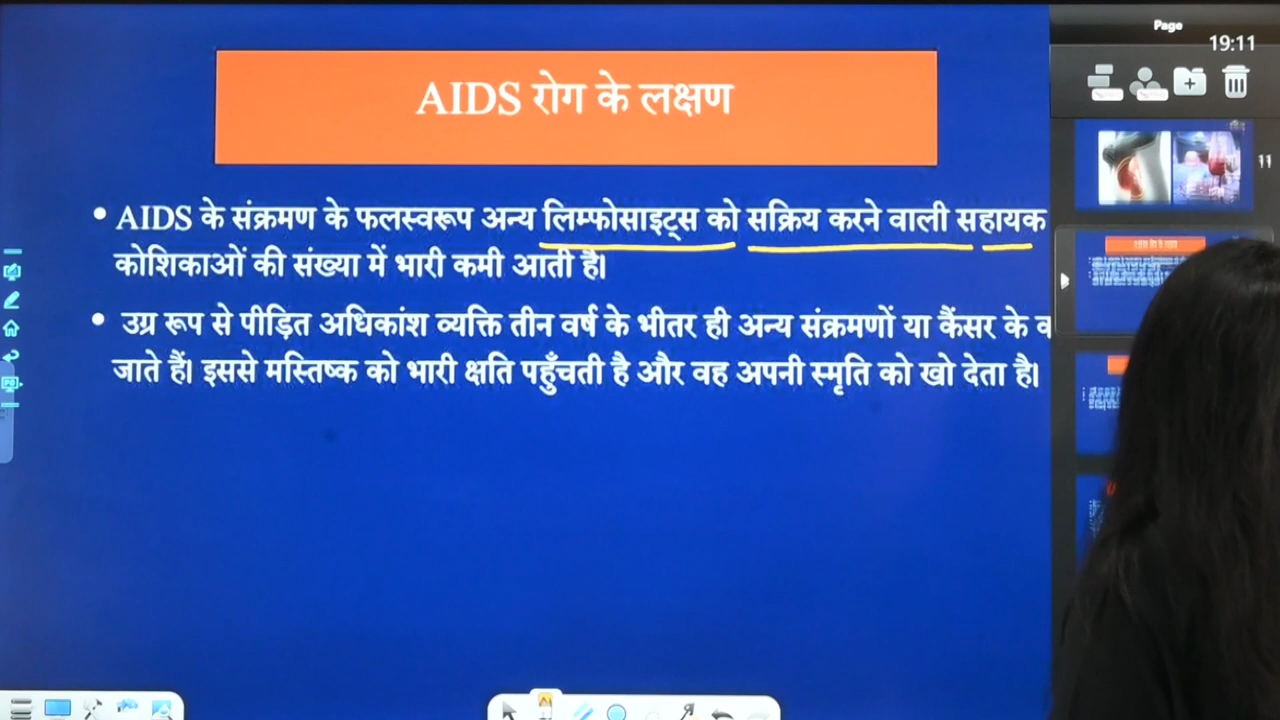 Page
19:11
AIDS रोग के लक्षण
• AIDS के संक्रमण के फलस्वरूप अन्य लिम्फोसाइट्स को सक्रिय करने वाली सहायक
कोशिकाओं की संख्या में भारी कमी आती है।
• उग्र रूप से पीड़ित अधिकांश व्यक्ति तीन वर्ष के भीतर ही अन्य संक्रमणों या कैंसर के
जाते हैं। इससे मस्तिष्क को भारी क्षति पहुँचती है और वह अपनी स्मृति को खो देता है।